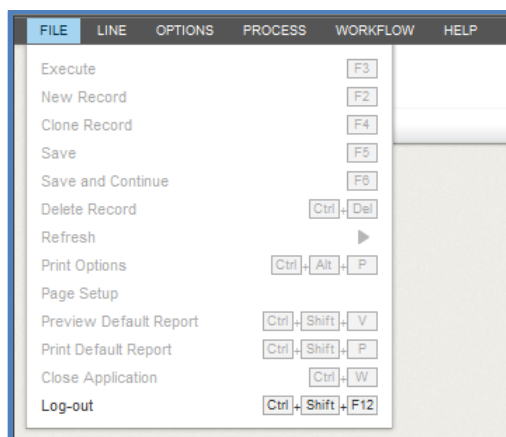 FILE LINE OPTIONS PROCESS WORKFLOW HELP
Execute F3
New Record F2
Clone Record F4
Save F5
Save and Continue F6
Delete Record Ctrl + Del
Refresh
Print Options Ctrl + Alt + P
Page Setup
Preview Default Report Ctrl + Shift + V
Print Default Report Ctrl + Shift + P
Close Application Ctrl + W
Log-out Ctrl + Shift + F12